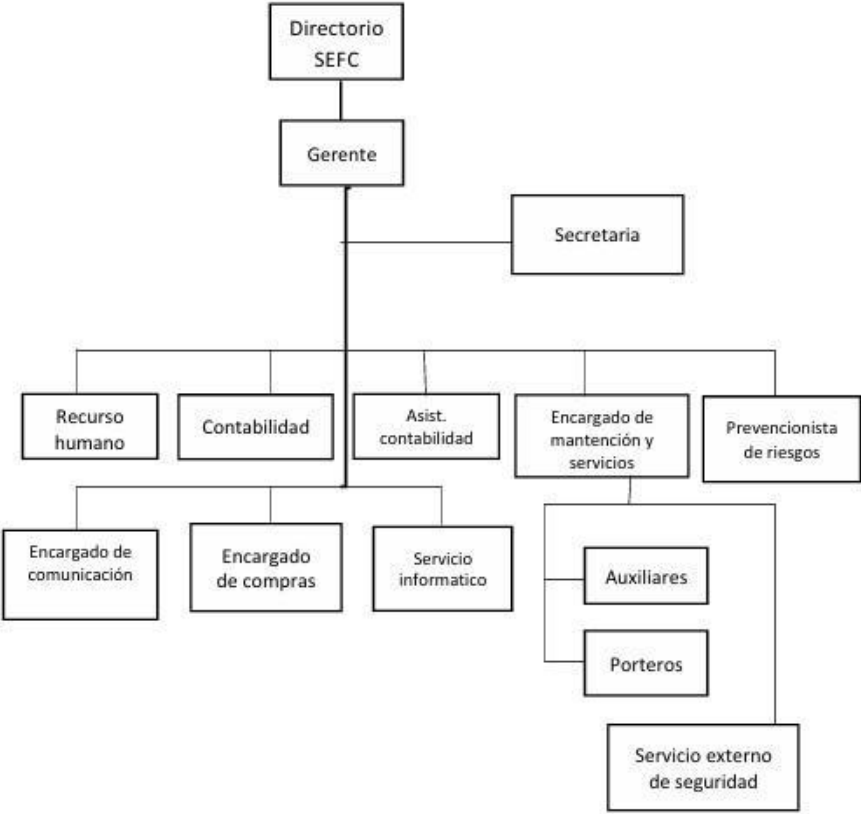 Directorio
SEFC
Gerente
Secretaria
Recurso
humano
Contabilidad
Asist.
contabilidad
Encargado de
mantención y
servicios
Prevencionista
de riesgos
Encargado de
comunicación
Encargado
de compras
Servicio
informatico
Auxiliares
Porteros
Servicio externo
de seguridad